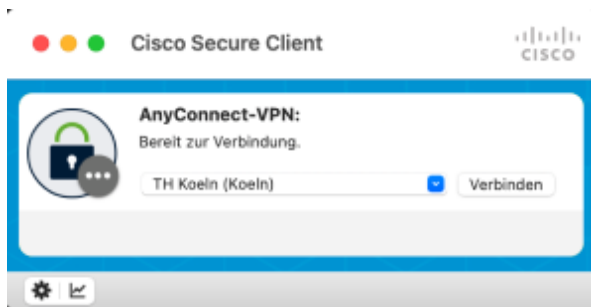 Cisco Secure Client
CISCO
AnyConnect-VPN:
Bereit zur Verbindung.
TH Koeln (Koeln)
Verbinden